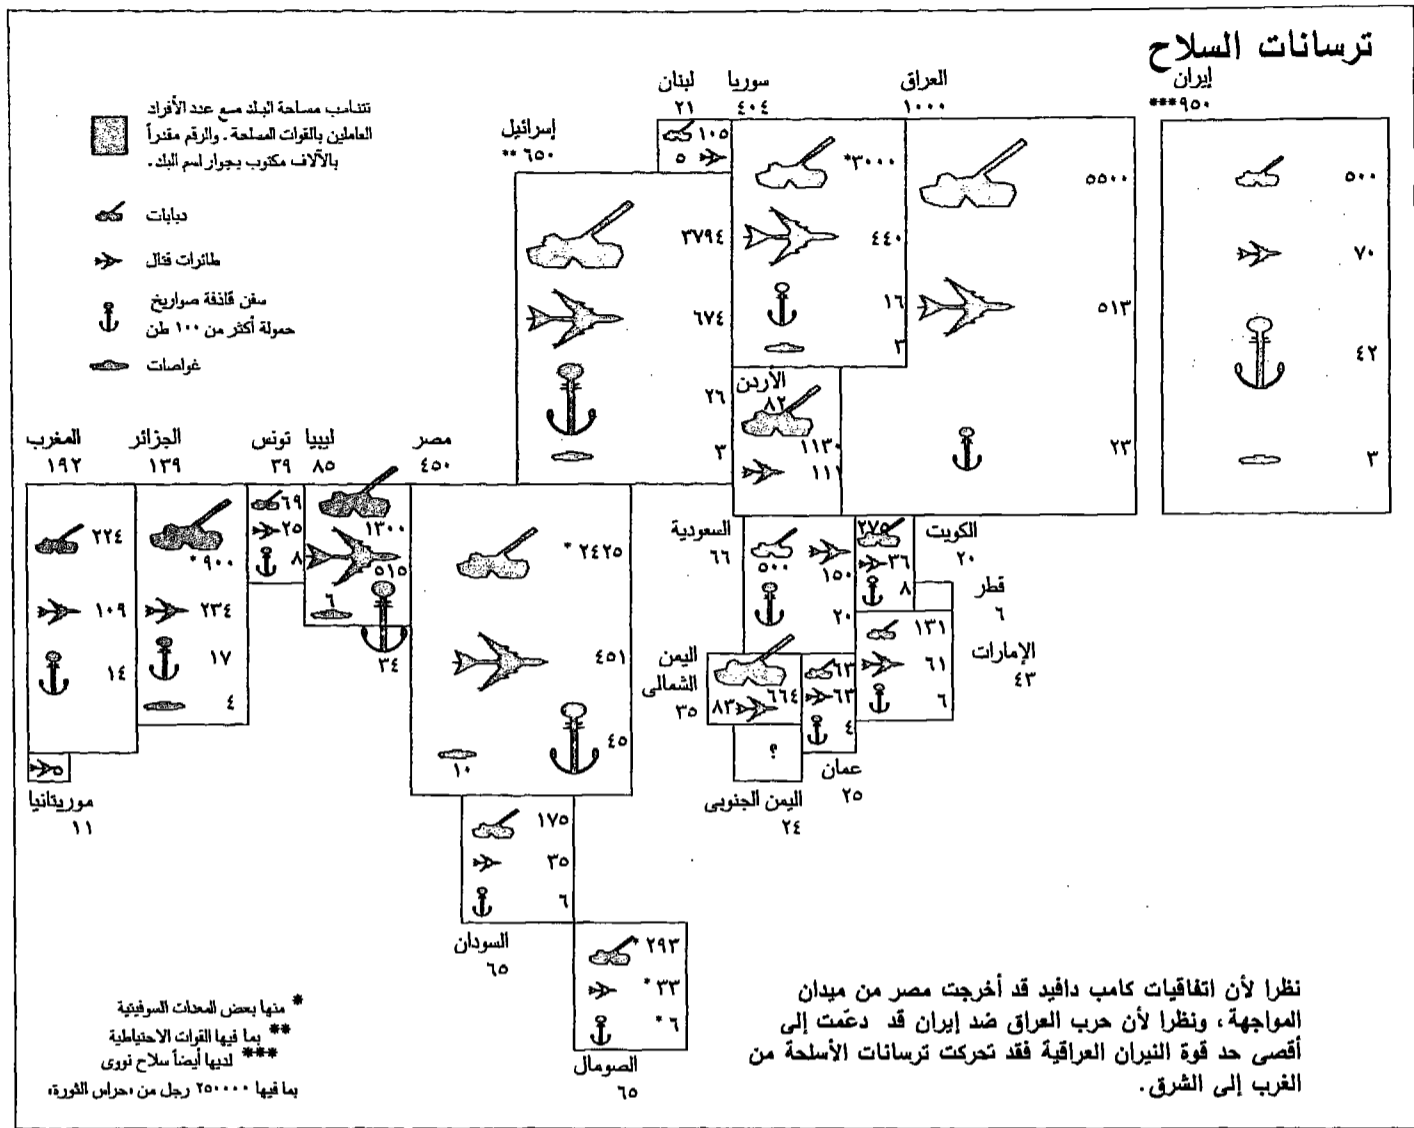 ترسانات السلاح
إيران
***٩٥٠
٥٠٠
٧٠
٤٢
٣
العراق
١٠٠٠
٥٥٠٠
٥١٣
٢٣
سوريا
٤٠٤
*٣٠٠٠
٤٤٠
١٦
٣
لبنان
٢١
١٠٥
٥
إسرائيل
**٦٥٠
٣٧٩٤
٦٧٤
٢٦
٣
تتناسب مساحة البلد مع عدد الأفراد
العاملين بالقوات المسلحة. والرقم مقدراً
بالآلاف مكتوب بجوار اسم البلد.
دبابات
طائرات قتال
سفن قاذفة صواريخ
حمولة أكثر من ١٠٠ طن
غواصات
الأردن
٨٢
١١٣٠
١١١
مصر
٤٥٠
*٢٤٢٥
٤٥١
٤٥
١٠
ليبيا
٨٥
١٣٠٠
٥١٥
٦
٣٤
تونس
٣٩
٦٩
٢٥
٨
الجزائر
١٣٩
*٩٠٠
٢٣٤
١٧
٤
المغرب
١٩٢
٢٢٤
١٠٩
١٤
موريتانيا
١١
٥
الكويت
٢٠
٢٧٥
٣٦
٨
قطر
٦
السعودية
٦٦
٥٠٠
١٥٠
٢٠
الإمارات
٤٣
١٣١
٦١
٦
اليمن
الشمالى
٣٥
٦٦٤
٨٣
عمان
٢٥
٦٣
٦٣
٤
؟
اليمن الجنوبى
٢٤
١٧٥
٣٥
٦
السودان
٦٥
*٢٩٣
*٣٣
*٦
الصومال
٦٥
نظرا لأن اتفاقيات كامب دافيد قد أخرجت مصر من ميدان
المواجهة، ونظرا لأن حرب العراق ضد إيران قد دعّمت إلى
أقصى حد قوة النيران العراقية فقد تحركت ترسانات الأسلحة من
الغرب إلى الشرق.
* منها بعض المعدات السوفيتية
** بما فيها القوات الاحتياطية
*** لديها أيضاً سلاح نووى
بما فيها ٢٥٠٠٠٠ رجل من «حراس الثورة»